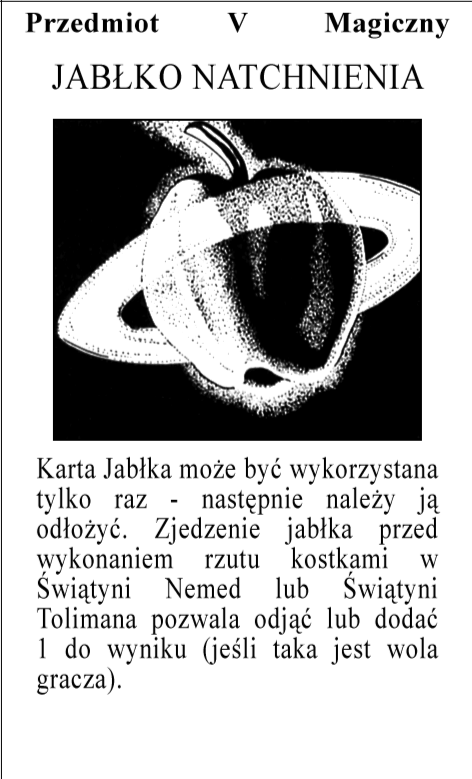 Przedmiot V Magiczny
JABŁKO NATCHNIENIA
Karta Jabłka może być wykorzystana
tylko raz - następnie należy ją
odłożyć. Zjedzenie jabłka przed
wykonaniem rzutu kostkami w
Świątyni Nemed lub Świątyni
Tolimana pozwala odjąć lub dodać
1 do wyniku (jeśli taka jest wola
gracza).